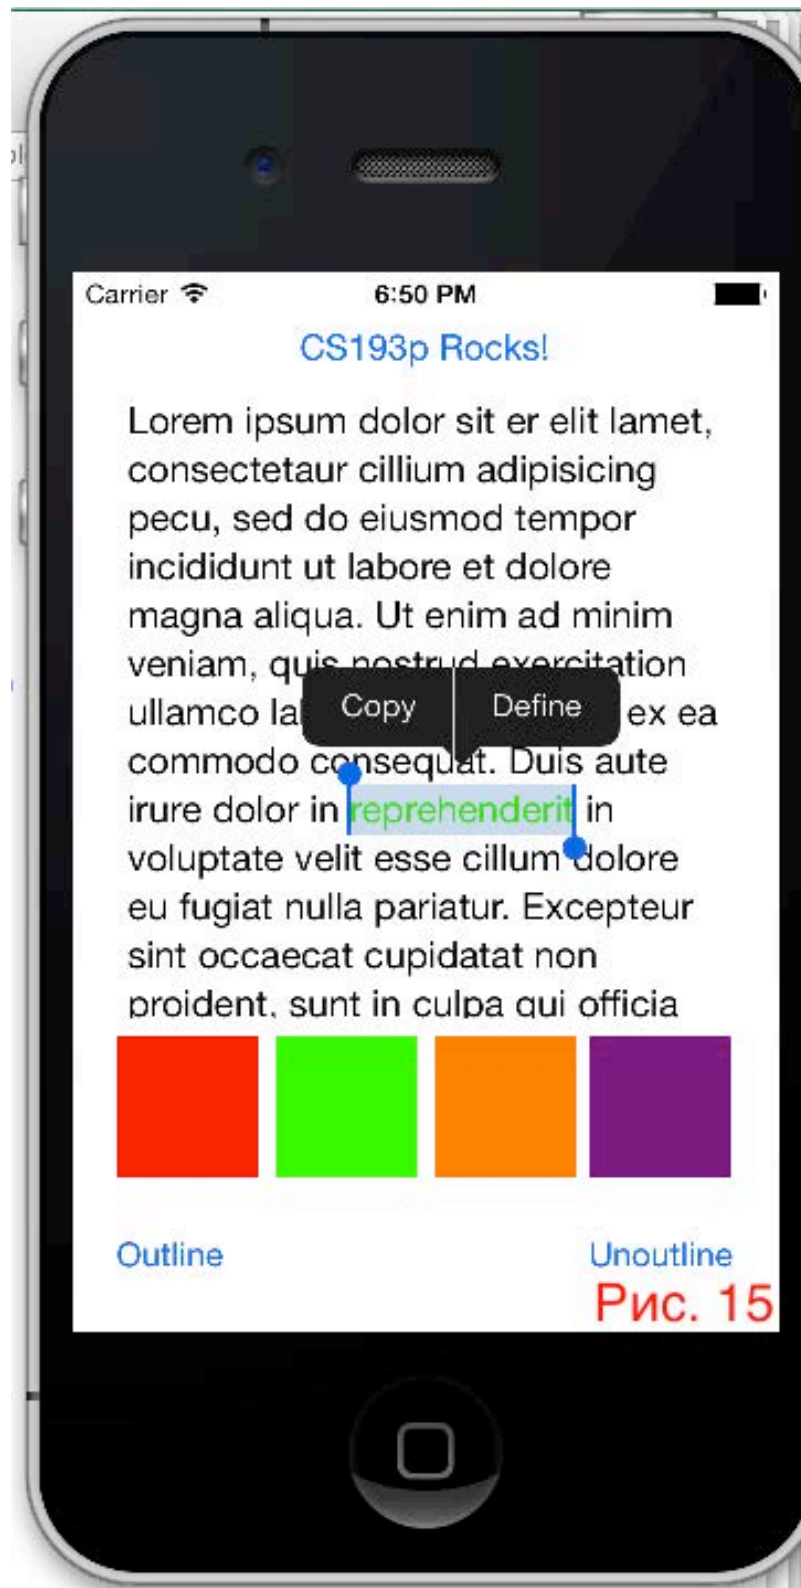 Carrier 6:50 PM
CS193p Rocks!
Lorem ipsum dolor sit er elit lamet,
consectetaur cillium adipisicing
pecu, sed do eiusmod tempor
incididunt ut labore et dolore
magna aliqua. Ut enim ad minim
veniam, quis nostrud exercitation
ullamco ex ea
Copy Define
commodo consequat. Duis aute
irure dolor in reprehenderit in
voluptate velit esse cillum dolore
eu fugiat nulla pariatur. Excepteur
sint occaecat cupidatat non
proident, sunt in culpa qui officia
Outline Unoutline
Рис. 15